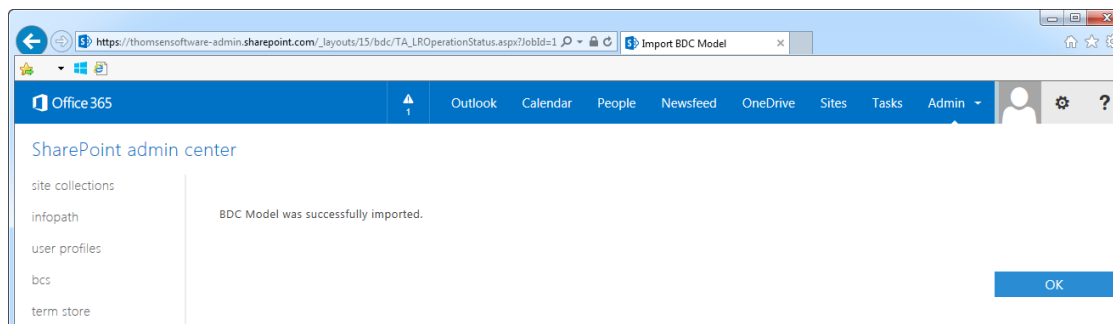 https://thomsensoftware-admin.sharepoint.com/_layouts/15/bdc/TA_LROperationStatus.aspx?JobId=1
Import BDC Model
Office 365
1
Outlook Calendar People Newsfeed OneDrive Sites Tasks Admin
?
SharePoint admin center
site collections
infopath
BDC Model was successfully imported.
user profiles
bcs
OK
term store